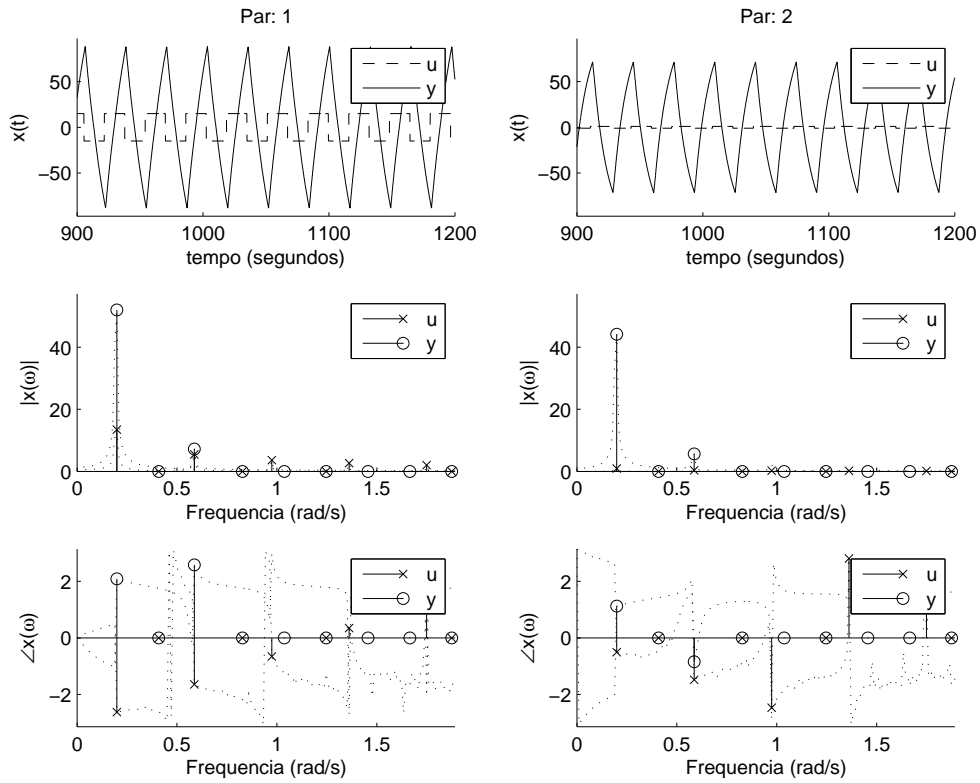 Par: 1
u
y
x(t)
50
0
−50
900
1000
1100
1200
tempo (segundos)
Par: 2
u
y
x(t)
50
0
−50
900
1000
1100
1200
tempo (segundos)
u
y
|x(ω)|
40
20
0
0
0.5
1
1.5
Frequencia (rad/s)
u
y
|x(ω)|
40
20
0
0
0.5
1
1.5
Frequencia (rad/s)
u
y
∠x(ω)
2
0
−2
0
0.5
1
1.5
Frequencia (rad/s)
u
y
∠x(ω)
2
0
−2
0
0.5
1
1.5
Frequencia (rad/s)